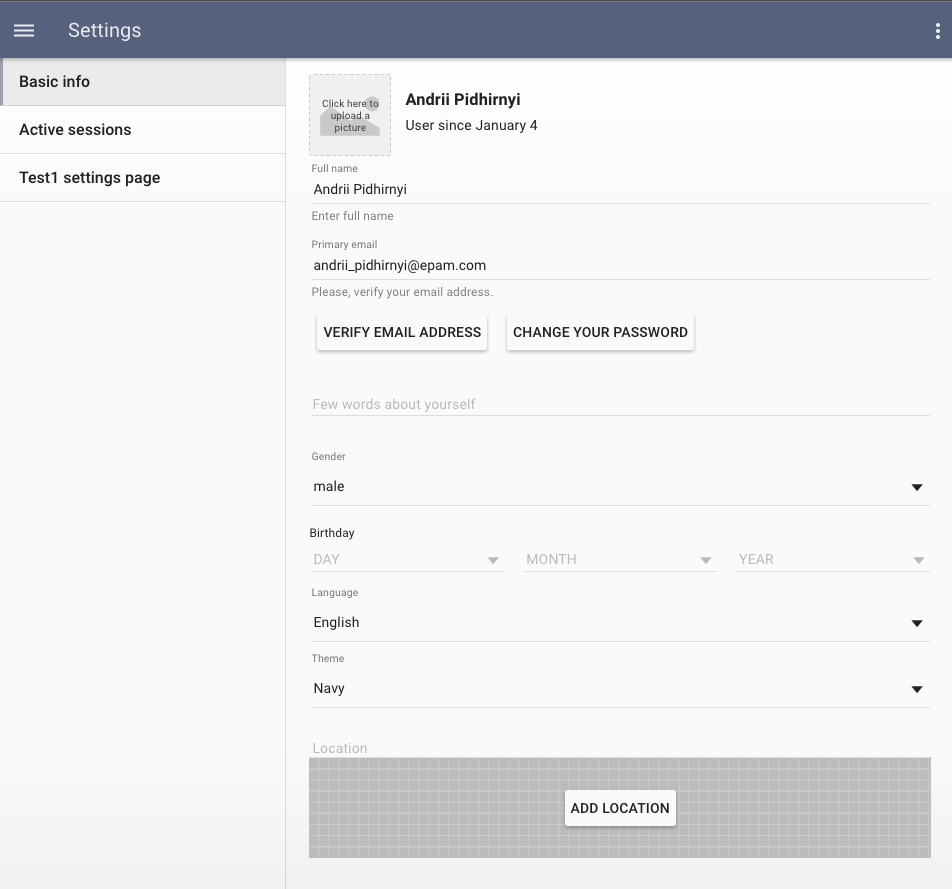 Settings
Basic info
Active sessions
Test1 settings page
Click here to
upload a
picture
Andrii Pidhirnyi
User since January 4
Full name
Andrii Pidhirnyi
Enter full name
Primary email
andrii_pidhirnyi@epam.com
Please, verify your email address.
VERIFY EMAIL ADDRESS CHANGE YOUR PASSWORD
Few words about yourself
Gender
male
Birthday
DAY MONTH YEAR
Language
English
Theme
Navy
Location
ADD LOCATION